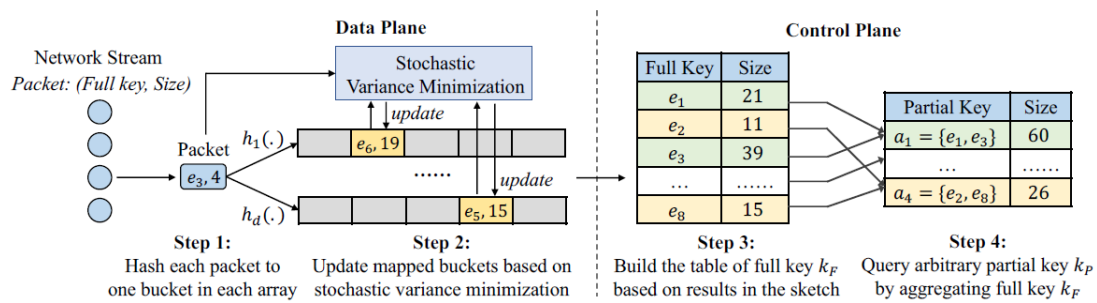 Data Plane
Control Plane
Network Stream
Packet: (Full key, Size)
Stochastic
Variance Minimization
update
h₁(.)
e₆, 19
Packet
e₃, 4
......
update
h_d(.)
e₅, 15
Full Key Size
e₁ 21
e₂ 11
e₃ 39
... ......
e₈ 15
Partial Key Size
a₁ = {e₁, e₃} 60
... ......
a₄ = {e₂, e₈} 26
Step 1:
Hash each packet to
one bucket in each array
Step 2:
Update mapped buckets based on
stochastic variance minimization
Step 3:
Build the table of full key k_F
based on results in the sketch
Step 4:
Query arbitrary partial key k_P
by aggregating full key k_F